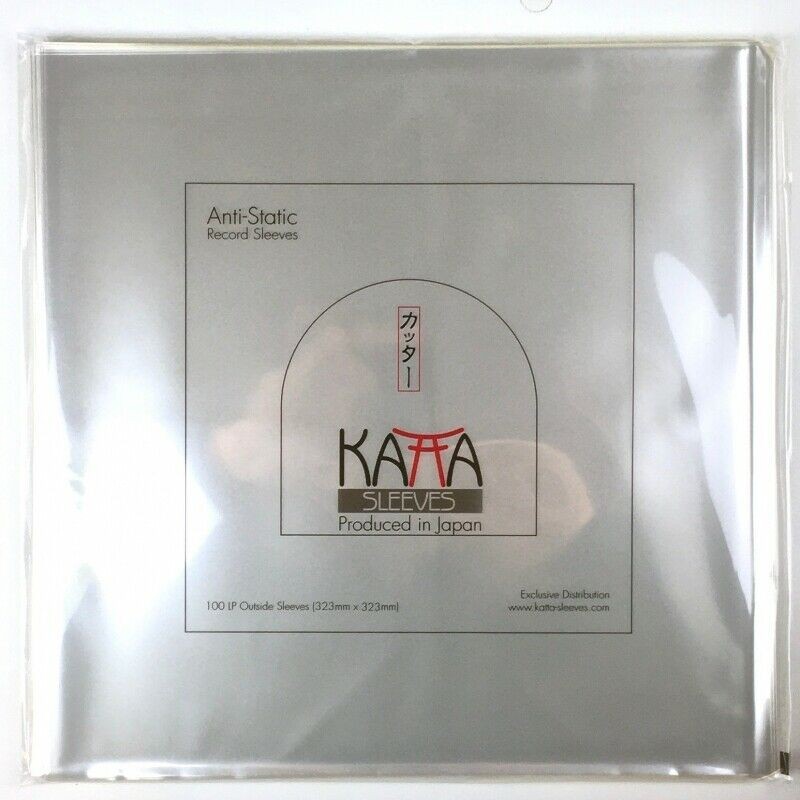 Anti-Static
Record Sleeves
カッター
KATTA
SLEEVES
Produced in Japan
100 LP Outside Sleeves (323mm x 323mm)
Exclusive Distribution
www.katta-sleeves.com